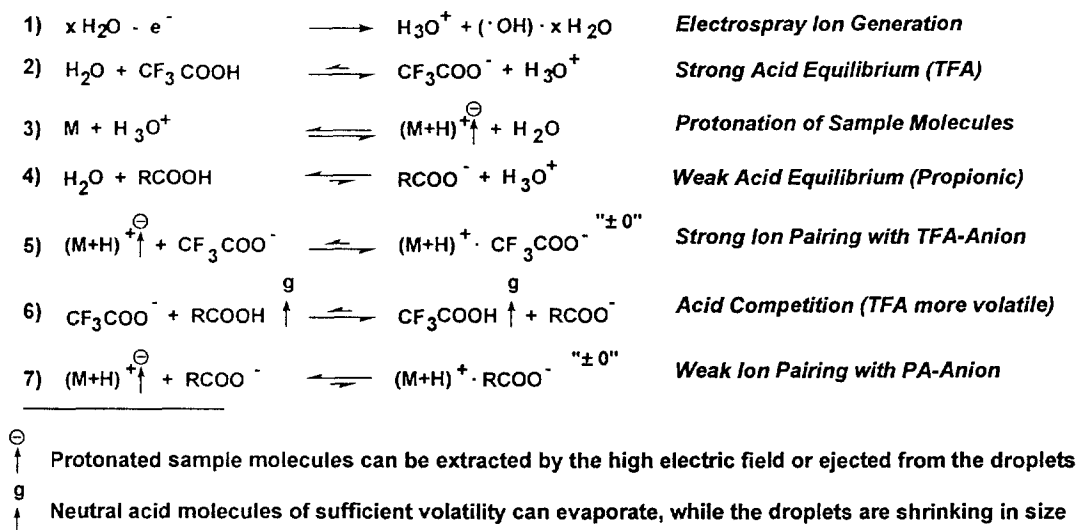 1) x H₂O - e⁻ ⟶ H₃O⁺ + (˙OH) · x H₂O Electrospray Ion Generation
2) H₂O + CF₃COOH ⇌ CF₃COO⁻ + H₃O⁺ Strong Acid Equilibrium (TFA)
3) M + H₃O⁺ ⇌ (M+H)⁺ ⊖↑ + H₂O Protonation of Sample Molecules
4) H₂O + RCOOH ⇌ RCOO⁻ + H₃O⁺ Weak Acid Equilibrium (Propionic)
5) (M+H)⁺ ⊖↑ + CF₃COO⁻ ⇌ (M+H)⁺ · CF₃COO⁻ "± 0" Strong Ion Pairing with TFA-Anion
6) CF₃COO⁻ + RCOOH g↑ ⇌ CF₃COOH g↑ + RCOO⁻ Acid Competition (TFA more volatile)
7) (M+H)⁺ ⊖↑ + RCOO⁻ ⇌ (M+H)⁺ · RCOO⁻ "± 0" Weak Ion Pairing with PA-Anion
⊖↑ Protonated sample molecules can be extracted by the high electric field or ejected from the droplets
g↑ Neutral acid molecules of sufficient volatility can evaporate, while the droplets are shrinking in size